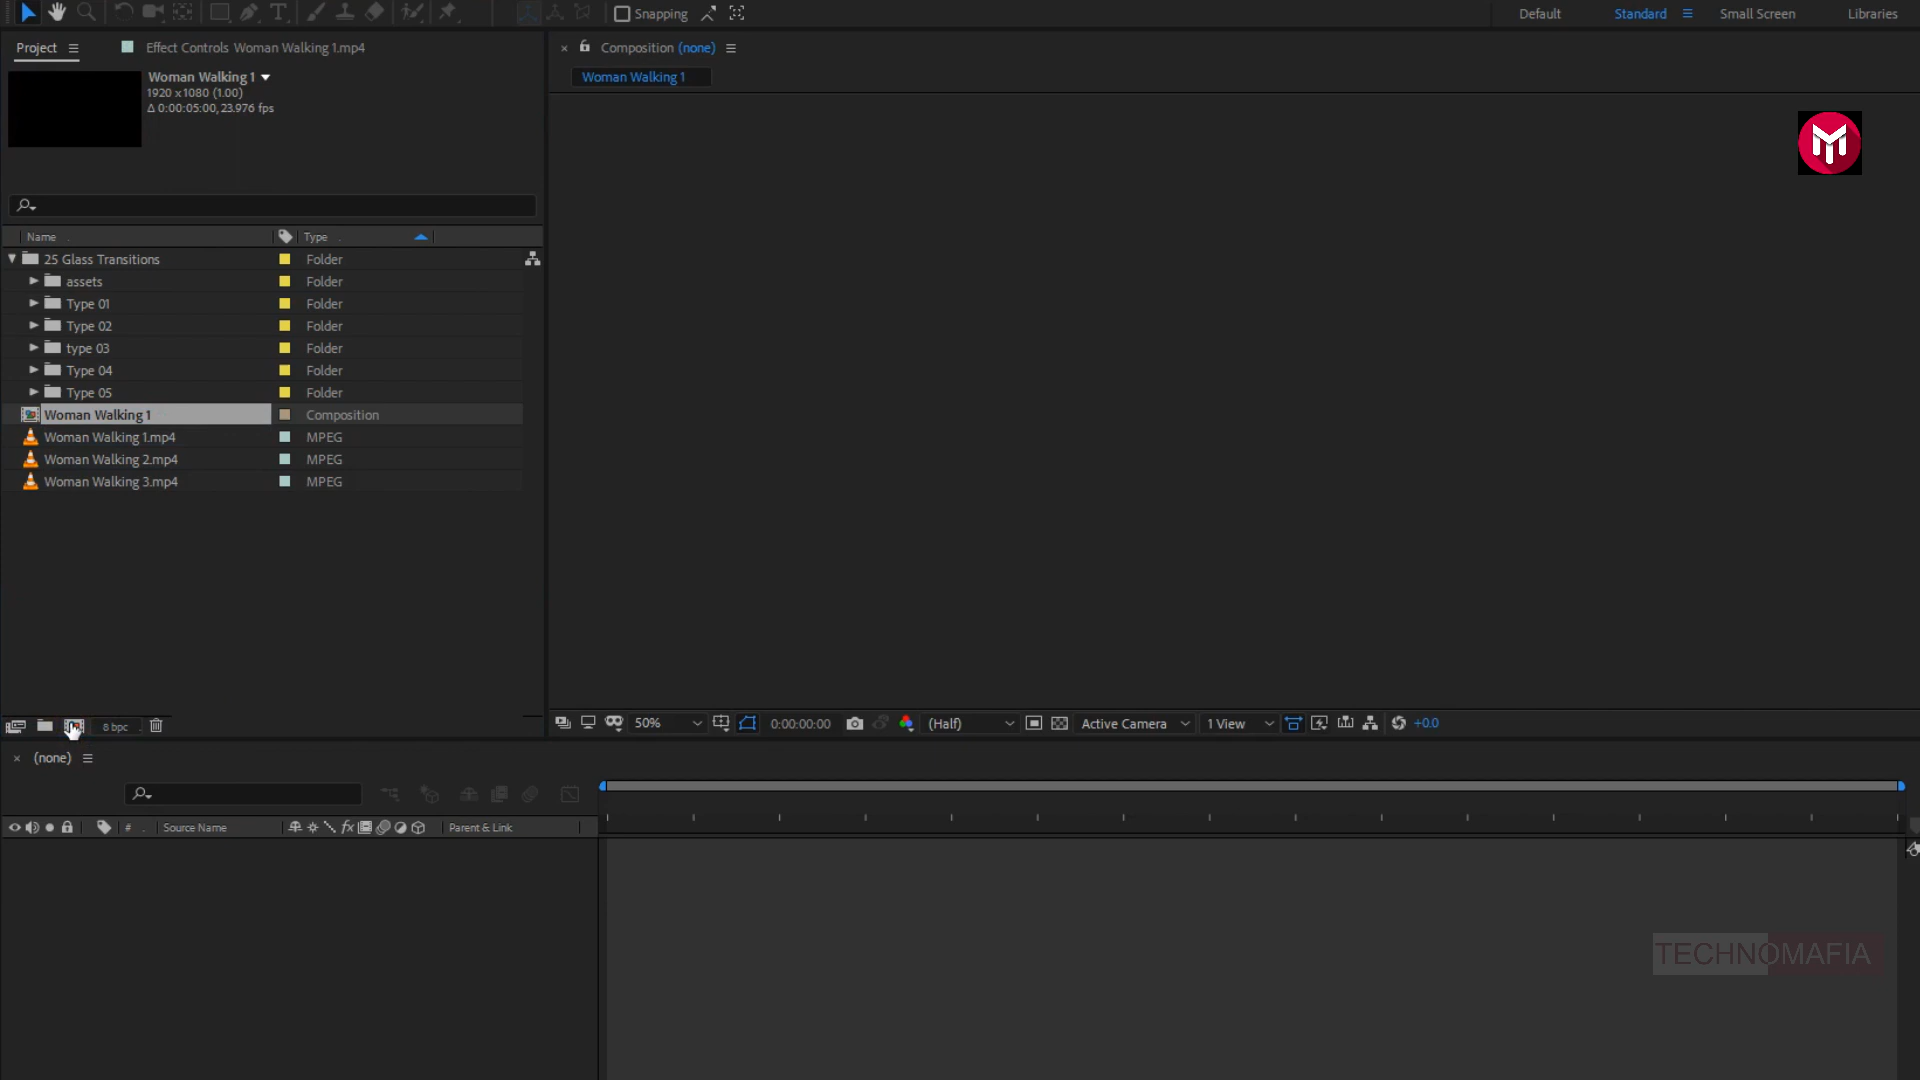 Snapping
Default
Standard
Small Screen
Libraries
Project
Effect Controls Woman Walking 1.mp4
Composition (none)
Woman Walking 1
1920 x 1080 (1.00)
Δ 0:00:05:00, 23.976 fps
Woman Walking 1
Name
Type
25 Glass Transitions Folder
assets Folder
Type 01 Folder
Type 02 Folder
type 03 Folder
Type 04 Folder
Type 05 Folder
Woman Walking 1 Composition
Woman Walking 1.mp4 MPEG
Woman Walking 2.mp4 MPEG
Woman Walking 3.mp4 MPEG
8 bpc
50%
0:00:00:00
(Half)
Active Camera
1 View
+0.0
(none)
# Source Name
fx
Parent & Link
TECHNOMAFIA